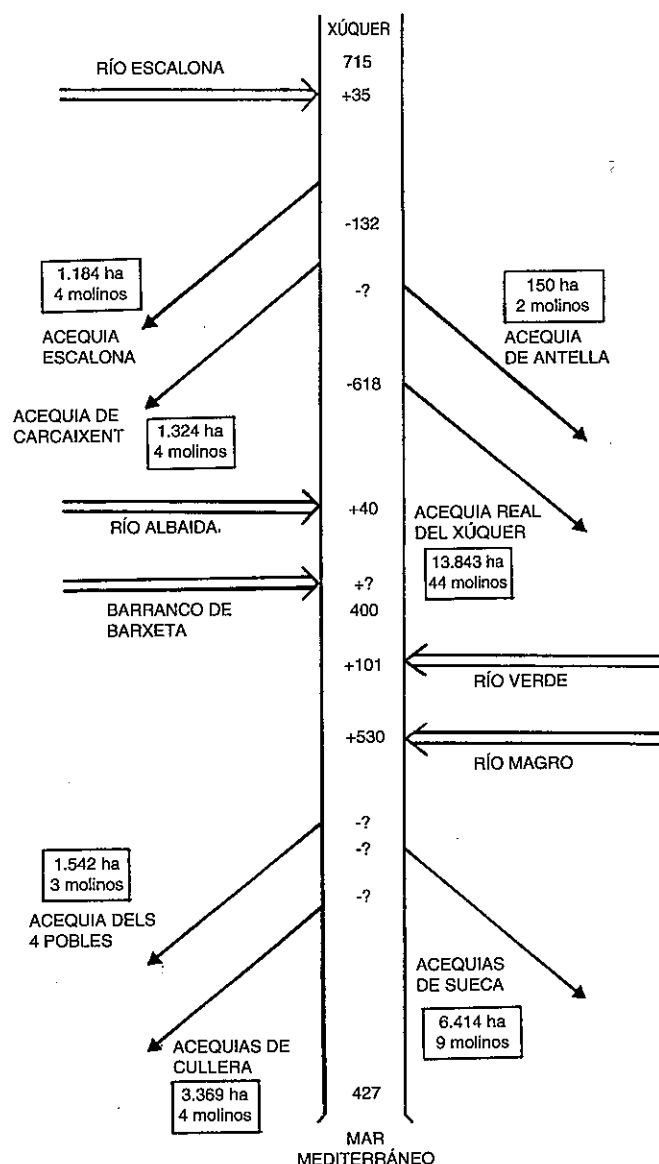 XÚQUER
715
RÍO ESCALONA
+35
-132
1.184 ha
4 molinos
ACEQUIA
ESCALONA
-?
150 ha
2 molinos
ACEQUIA
DE ANTELLA
-618
ACEQUIA DE
CARCAIXENT
1.324 ha
4 molinos
+40
RÍO ALBAIDA
ACEQUIA REAL
DEL XÚQUER
13.843 ha
44 molinos
+?
400
BARRANCO DE
BARXETA
+101
RÍO VERDE
+530
RÍO MAGRO
-?
-?
-?
1.542 ha
3 molinos
ACEQUIA DELS
4 POBLES
ACEQUIAS
DE SUECA
6.414 ha
9 molinos
ACEQUIAS DE
CULLERA
3.369 ha
4 molinos
427
MAR
MEDITERRÁNEO